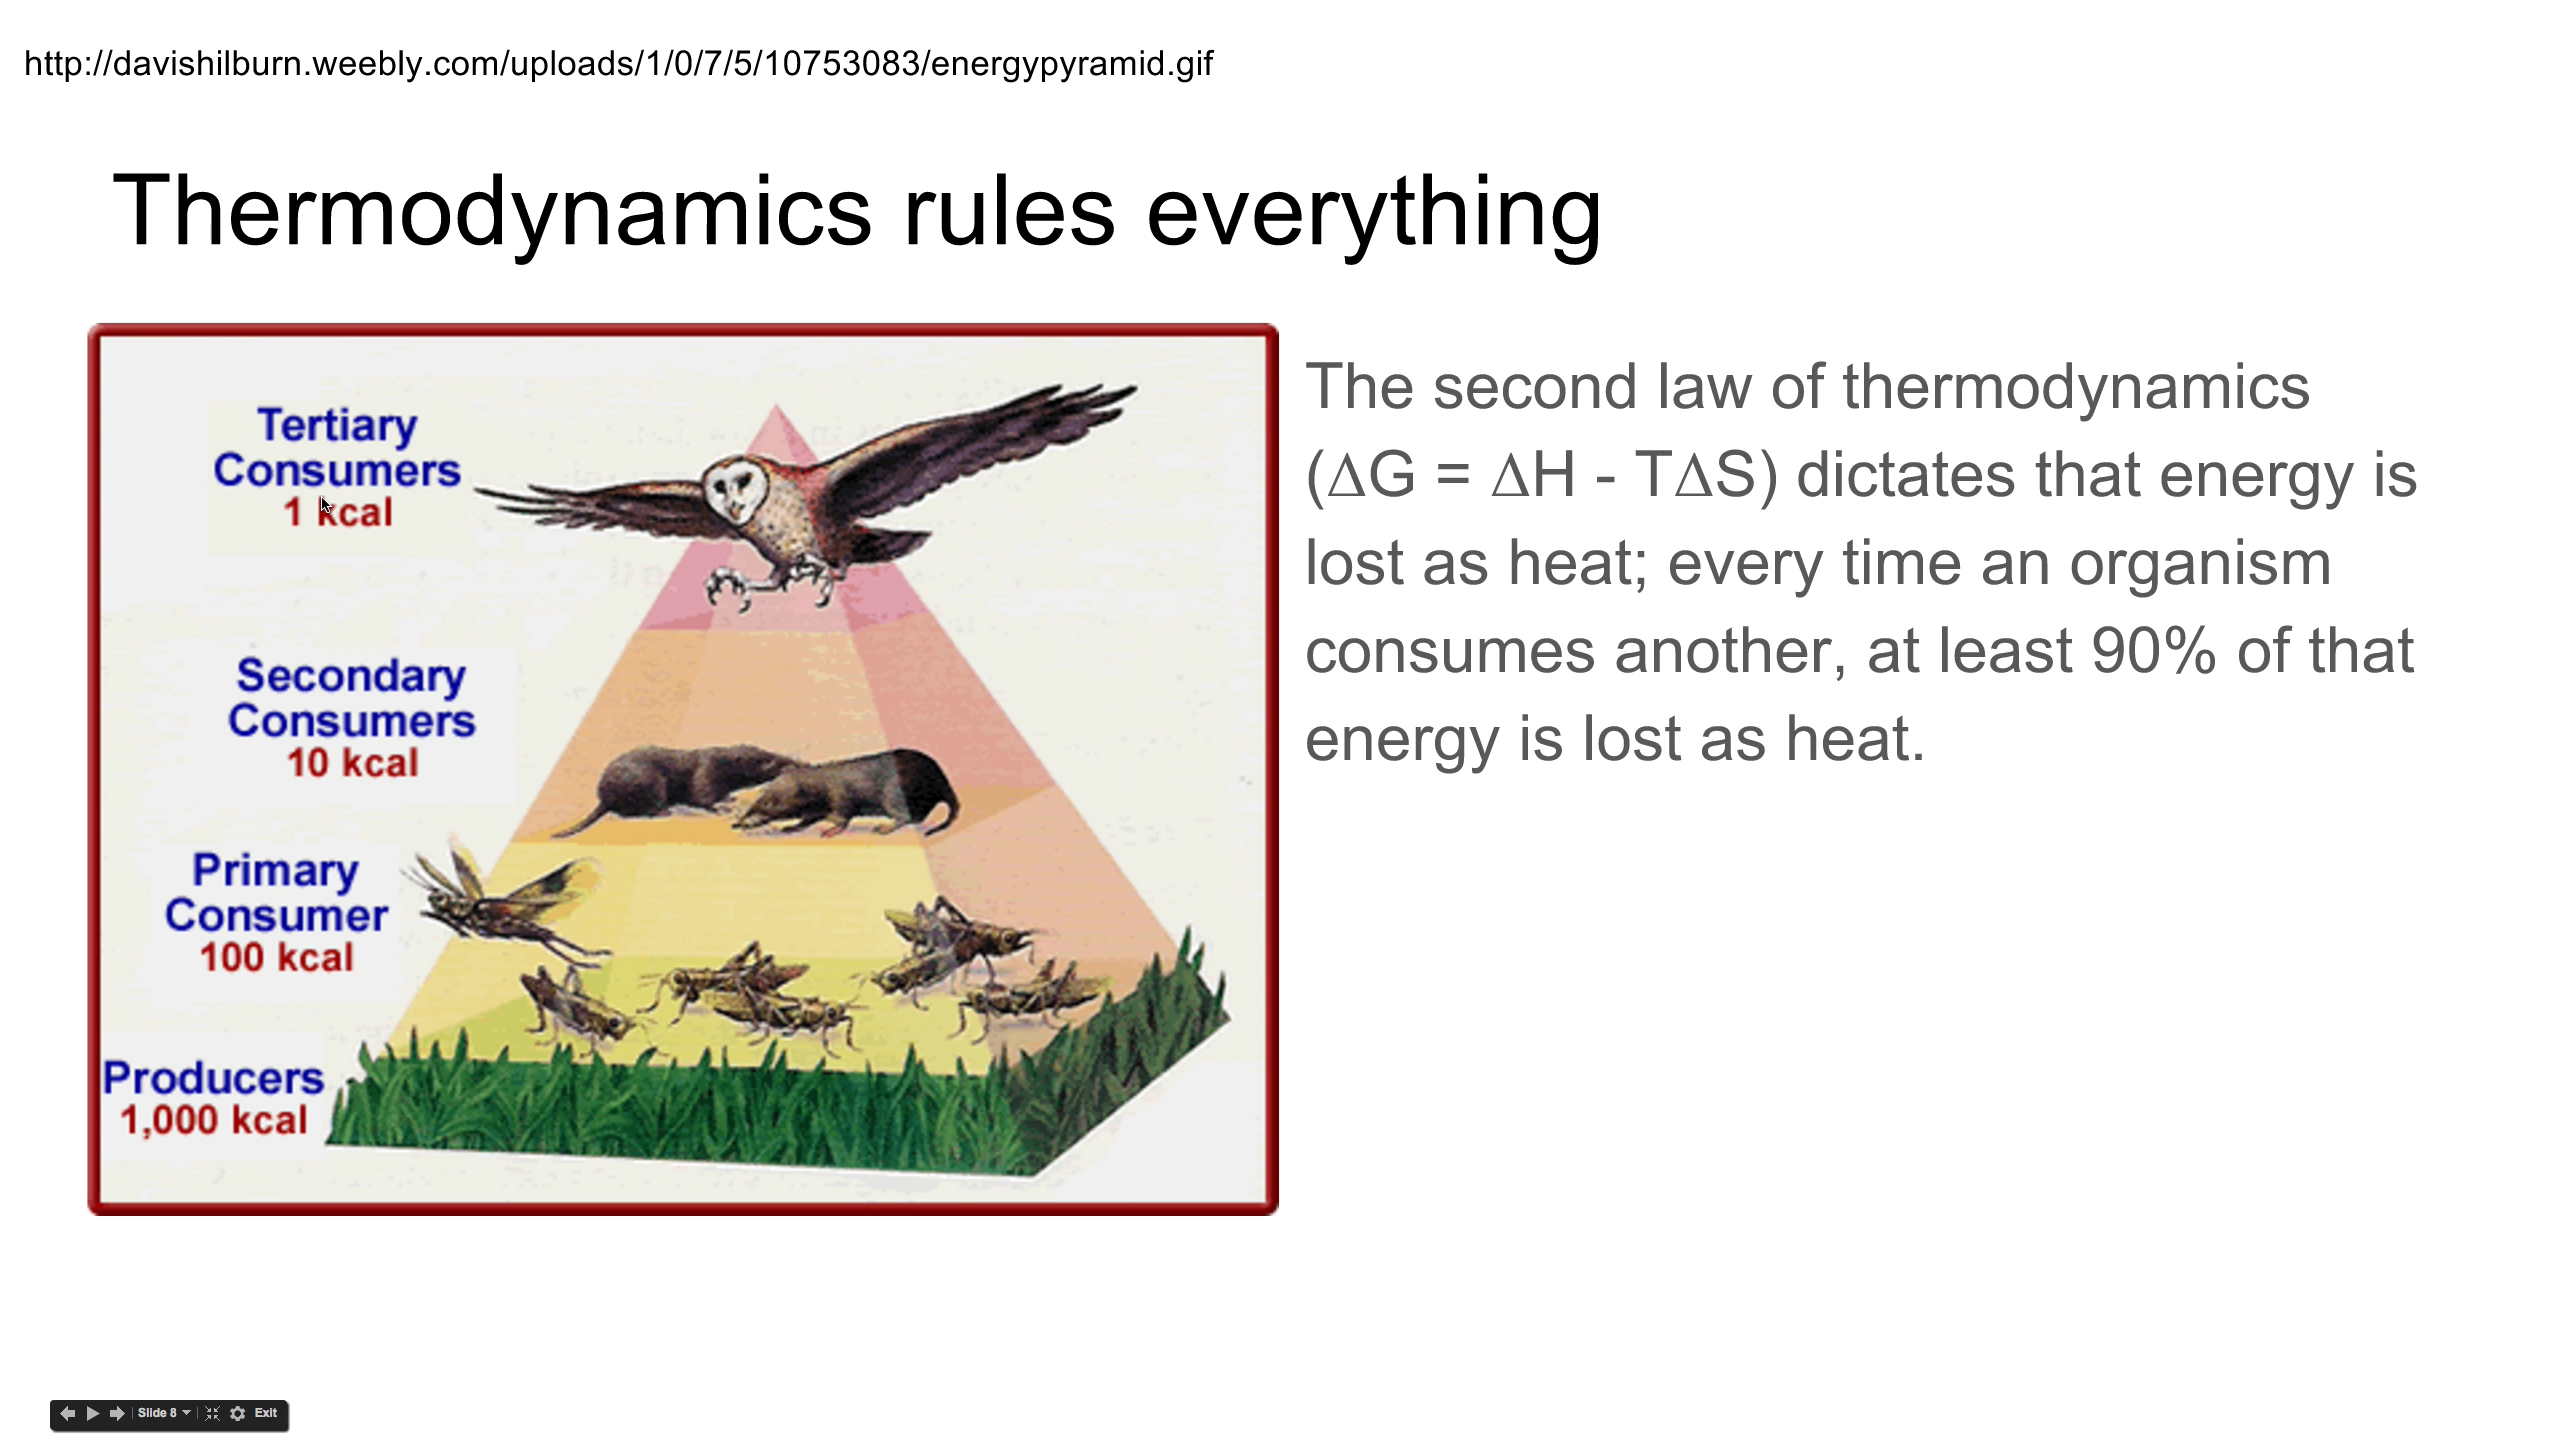 http://davishilburn.weebly.com/uploads/1/0/7/5/10753083/energypyramid.gif
Thermodynamics rules everything
Tertiary
Consumers
1 kcal
Secondary
Consumers
10 kcal
Primary
Consumer
100 kcal
Producers
1,000 kcal
The second law of thermodynamics
(ΔG = ΔH - TΔS) dictates that energy is
lost as heat; every time an organism
consumes another, at least 90% of that
energy is lost as heat.
Slide 8
Exit